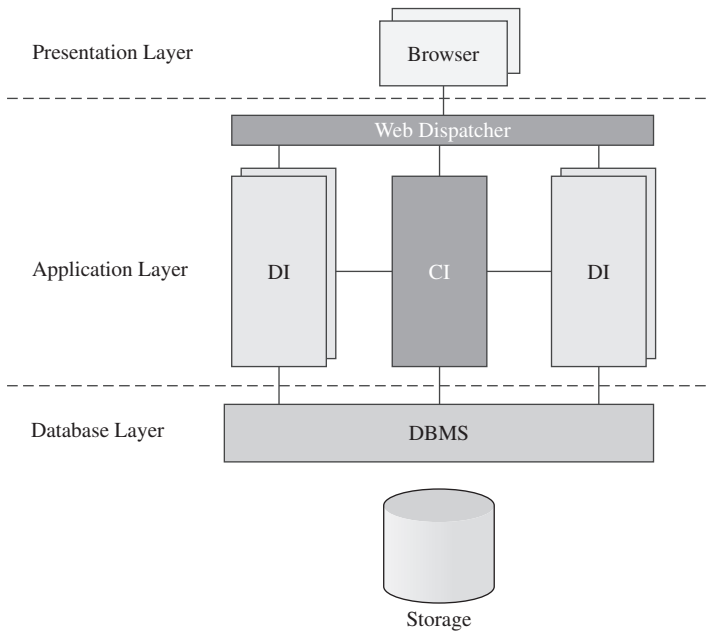 Presentation Layer
Browser
Web Dispatcher
Application Layer
DI
CI
DI
Database Layer
DBMS
Storage